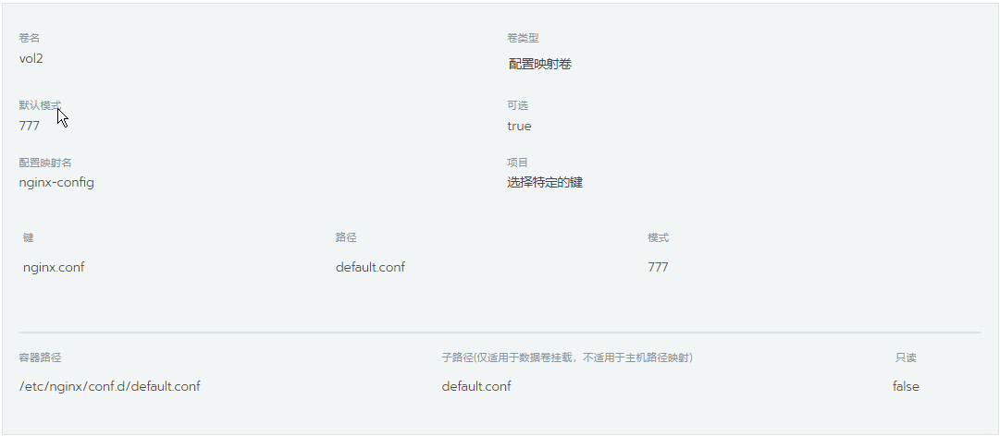 卷名 卷类型
vol2 配置映射卷
默认模式 可选
777 true
配置映射名 项目
nginx-config 选择特定的键
键 路径 模式
nginx.conf default.conf 777
容器路径 子路径(仅适用于数据卷挂载，不适用于主机路径映射) 只读
/etc/nginx/conf.d/default.conf default.conf false